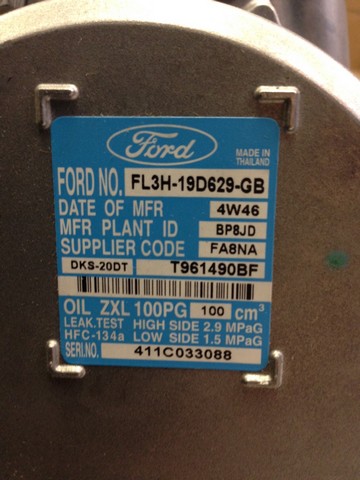 Ford
MADE IN
THAILAND
FORD NO. FL3H-19D629-GB
DATE OF MFR 4W46
MFR PLANT ID BP8JD
SUPPLIER CODE FA8NA
DKS-20DT T961490BF
OIL ZXL 100PG 100 cm³
LEAK.TEST HIGH SIDE 2.9 MPaG
HFC-134a LOW SIDE 1.5 MPaG
SERI.NO. 411C033088